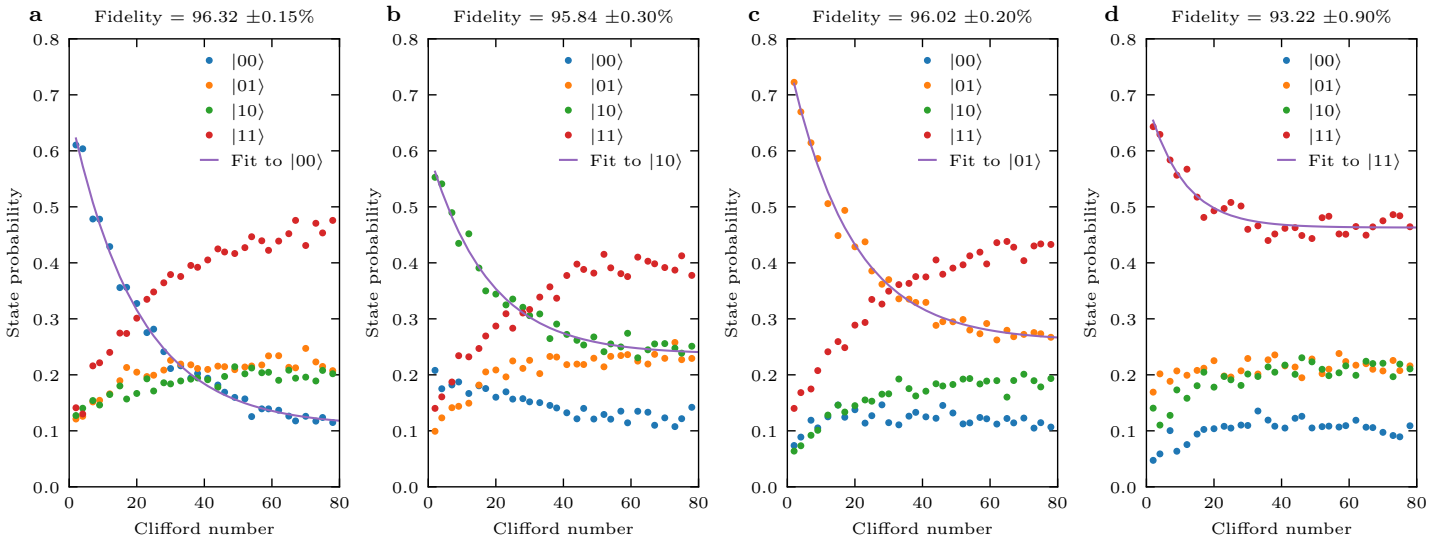 a
Fidelity = 96.32 ±0.15%
State probability
0.8
0.7
0.6
0.5
0.4
0.3
0.2
0.1
0.0
|00⟩
|01⟩
|10⟩
|11⟩
Fit to |00⟩
0 20 40 60 80
Clifford number
b
Fidelity = 95.84 ±0.30%
State probability
0.8
0.7
0.6
0.5
0.4
0.3
0.2
0.1
0.0
|00⟩
|01⟩
|10⟩
|11⟩
Fit to |10⟩
0 20 40 60 80
Clifford number
c
Fidelity = 96.02 ±0.20%
State probability
0.8
0.7
0.6
0.5
0.4
0.3
0.2
0.1
0.0
|00⟩
|01⟩
|10⟩
|11⟩
Fit to |01⟩
0 20 40 60 80
Clifford number
d
Fidelity = 93.22 ±0.90%
State probability
0.8
0.7
0.6
0.5
0.4
0.3
0.2
0.1
0.0
|00⟩
|01⟩
|10⟩
|11⟩
Fit to |11⟩
0 20 40 60 80
Clifford number